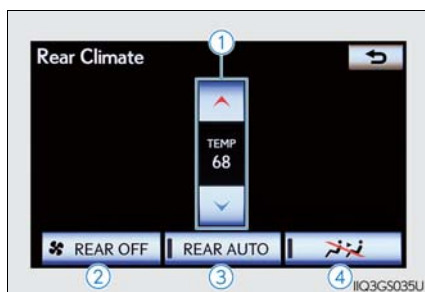 1
Rear Climate
TEMP
68
REAR OFF
REAR AUTO
2
3
4
IIQ3GS035U